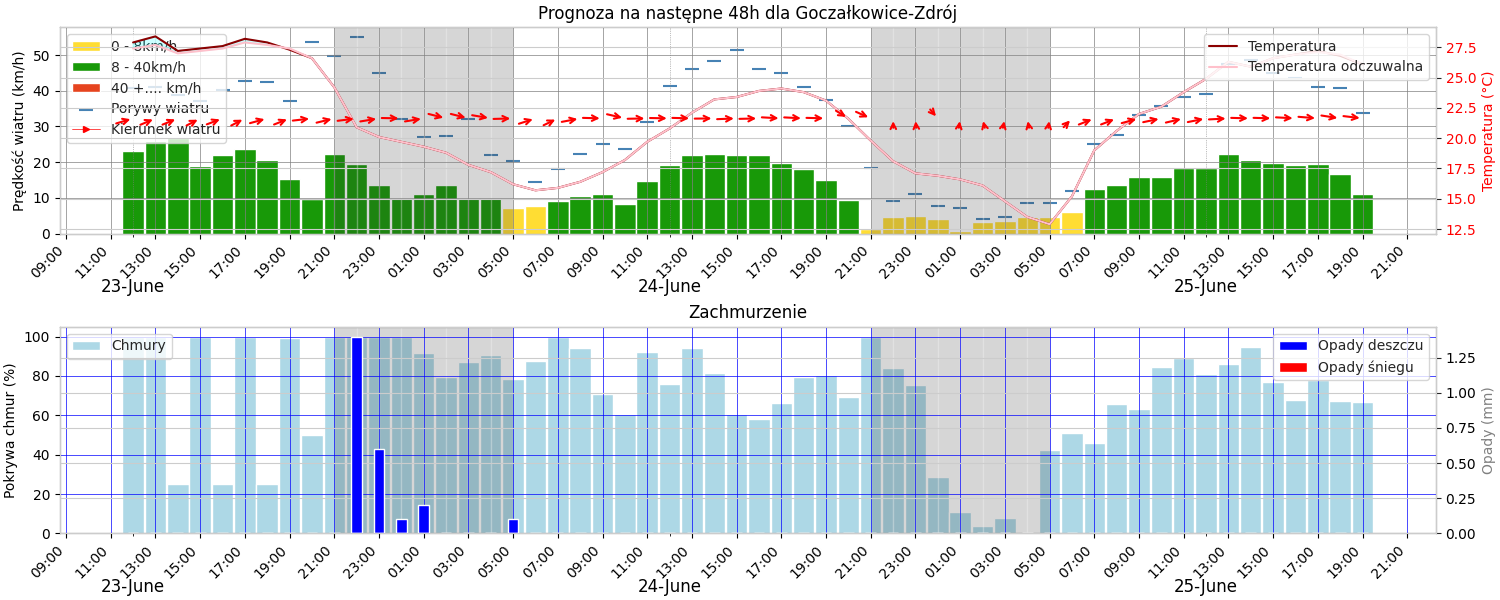 Prognoza na następne 48h dla Goczałkowice-Zdrój
Prędkość wiatru (km/h)
50
40
30
20
10
0
0 - 8km/h
8 - 40km/h
40 +.... km/h
Porywy wiatru
Kierunek wiatru
Temperatura
Temperatura odczuwalna
27.5
25.0
22.5
20.0
17.5
15.0
12.5
Temperatura (°C)
09:00 11:00 13:00 15:00 17:00 19:00 21:00 23:00 01:00 03:00 05:00 07:00 09:00 11:00 13:00 15:00 17:00 19:00 21:00 23:00 01:00 03:00 05:00 07:00 09:00 11:00 13:00 15:00 17:00 19:00 21:00
23-June 24-June 25-June
Zachmurzenie
Pokrywa chmur (%)
100
80
60
40
20
0
Chmury
Opady deszczu
Opady śniegu
1.25
1.00
0.75
0.50
0.25
0.00
Opady (mm)
09:00 11:00 13:00 15:00 17:00 19:00 21:00 23:00 01:00 03:00 05:00 07:00 09:00 11:00 13:00 15:00 17:00 19:00 21:00 23:00 01:00 03:00 05:00 07:00 09:00 11:00 13:00 15:00 17:00 19:00 21:00
23-June 24-June 25-June